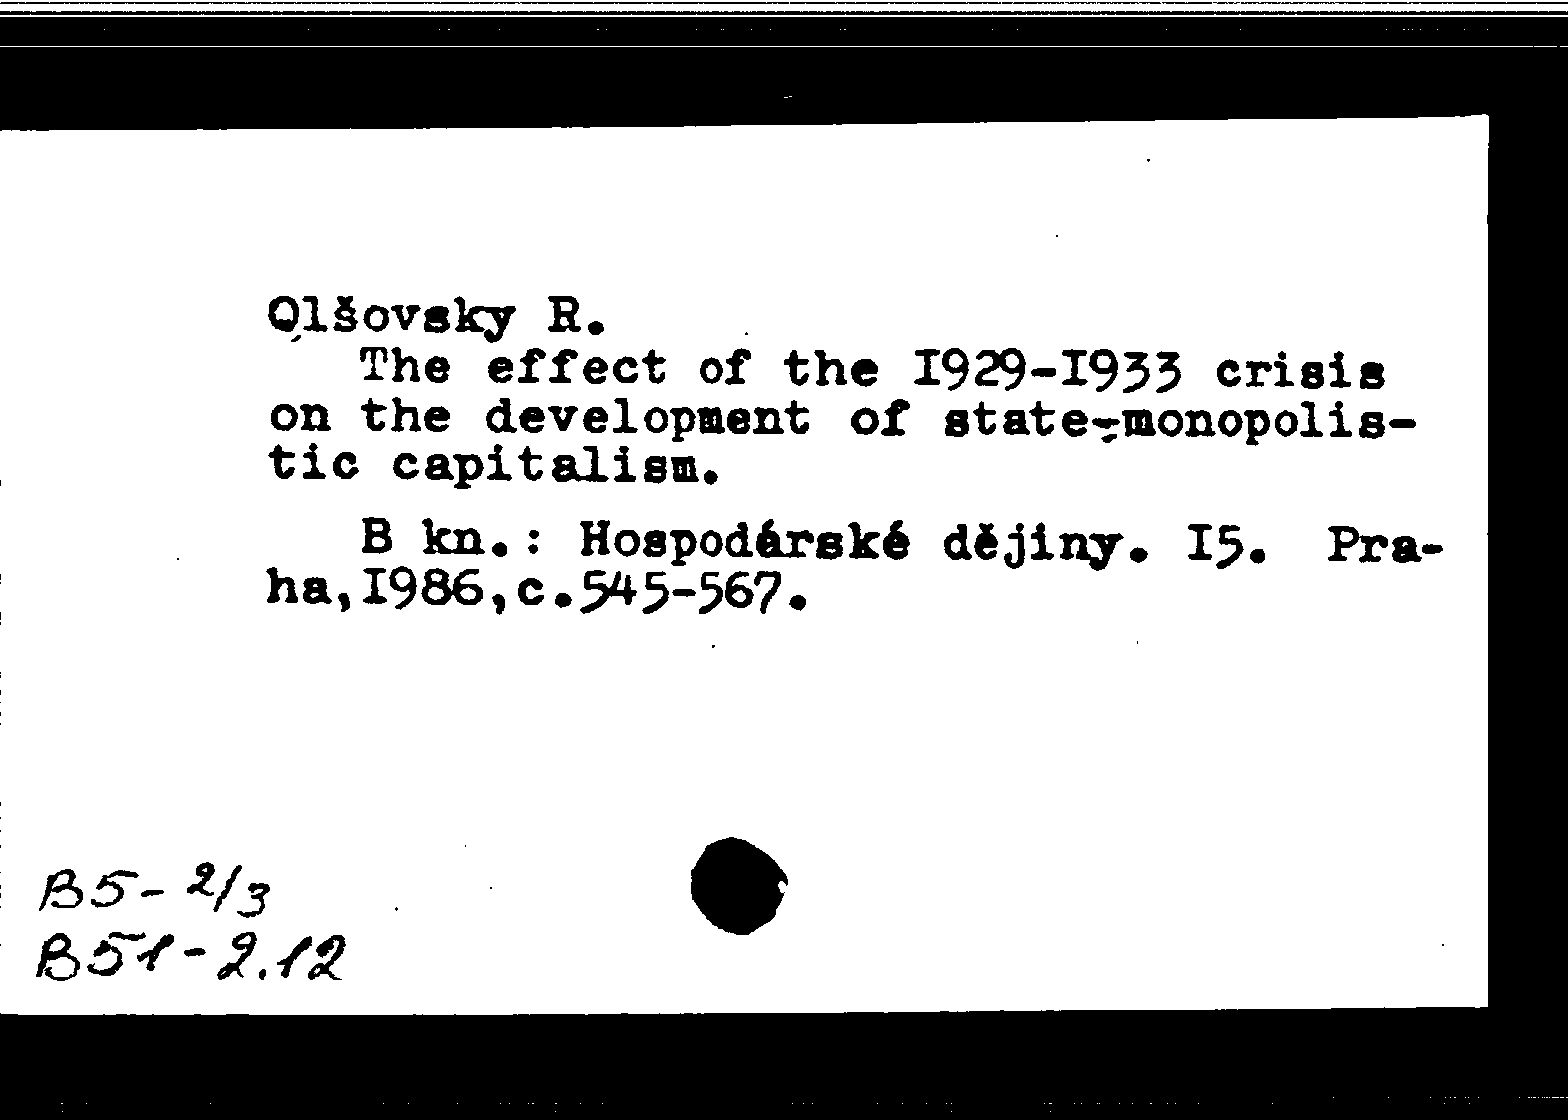 Olšovsky R.
The effect of the I929-I933 crisis
on the development of state-monopolis-
tic capitalism.
В кн.: Hospodárské dějiny. I5. Pra-
ha,I986,с.545-567.
B5-2/3
B51-2.12